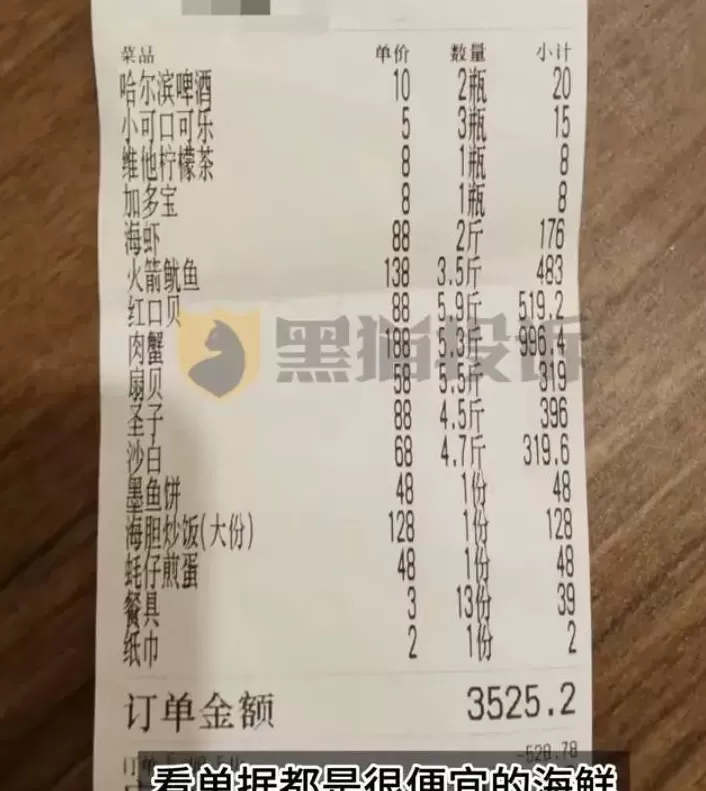 菜品 单价 数量 小计
哈尔滨啤酒 10 2瓶 20
小可口可乐 5 3瓶 15
维他柠檬茶 8 1瓶 8
加多宝 8 1瓶 8
海虾 88 2斤 176
火箭鱿鱼 138 3.5斤 483
红口贝 88 5.9斤 519.2
肉蟹 188 5.3斤 996.4
扇贝 58 5.5斤 319
圣子 88 4.5斤 396
沙白 68 4.7斤 319.6
墨鱼饼 48 1份 48
海胆炒饭(大份) 128 1份 128
蚝仔煎蛋 48 1份 48
餐具 3 13份 39
纸巾 2 1份 2
订单金额 3525.2
-528.78
看单据都是很便宜的海鲜
黑猫投诉